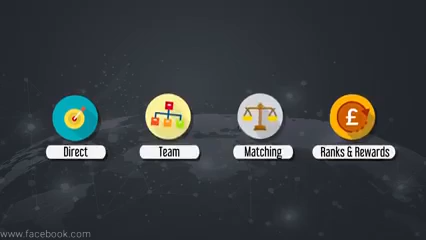 £
Direct
Team
Matching
Ranks & Rewards
www.facebook.com